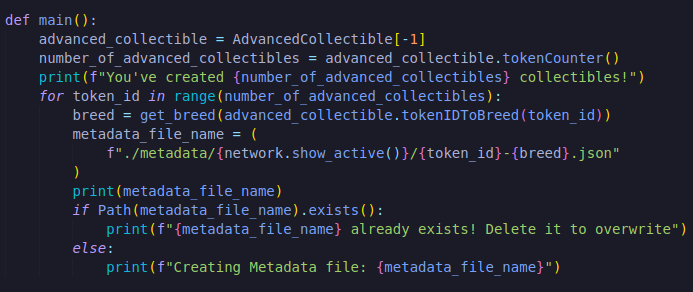 def main():
    advanced_collectible = AdvancedCollectible[-1]
    number_of_advanced_collectibles = advanced_collectible.tokenCounter()
    print(f"You've created {number_of_advanced_collectibles} collectibles!")
    for token_id in range(number_of_advanced_collectibles):
        breed = get_breed(advanced_collectible.tokenIDToBreed(token_id))
        metadata_file_name = (
            f"./metadata/{network.show_active()}/{token_id}-{breed}.json"
        )
        print(metadata_file_name)
        if Path(metadata_file_name).exists():
            print(f"{metadata_file_name} already exists! Delete it to overwrite")
        else:
            print(f"Creating Metadata file: {metadata_file_name}")